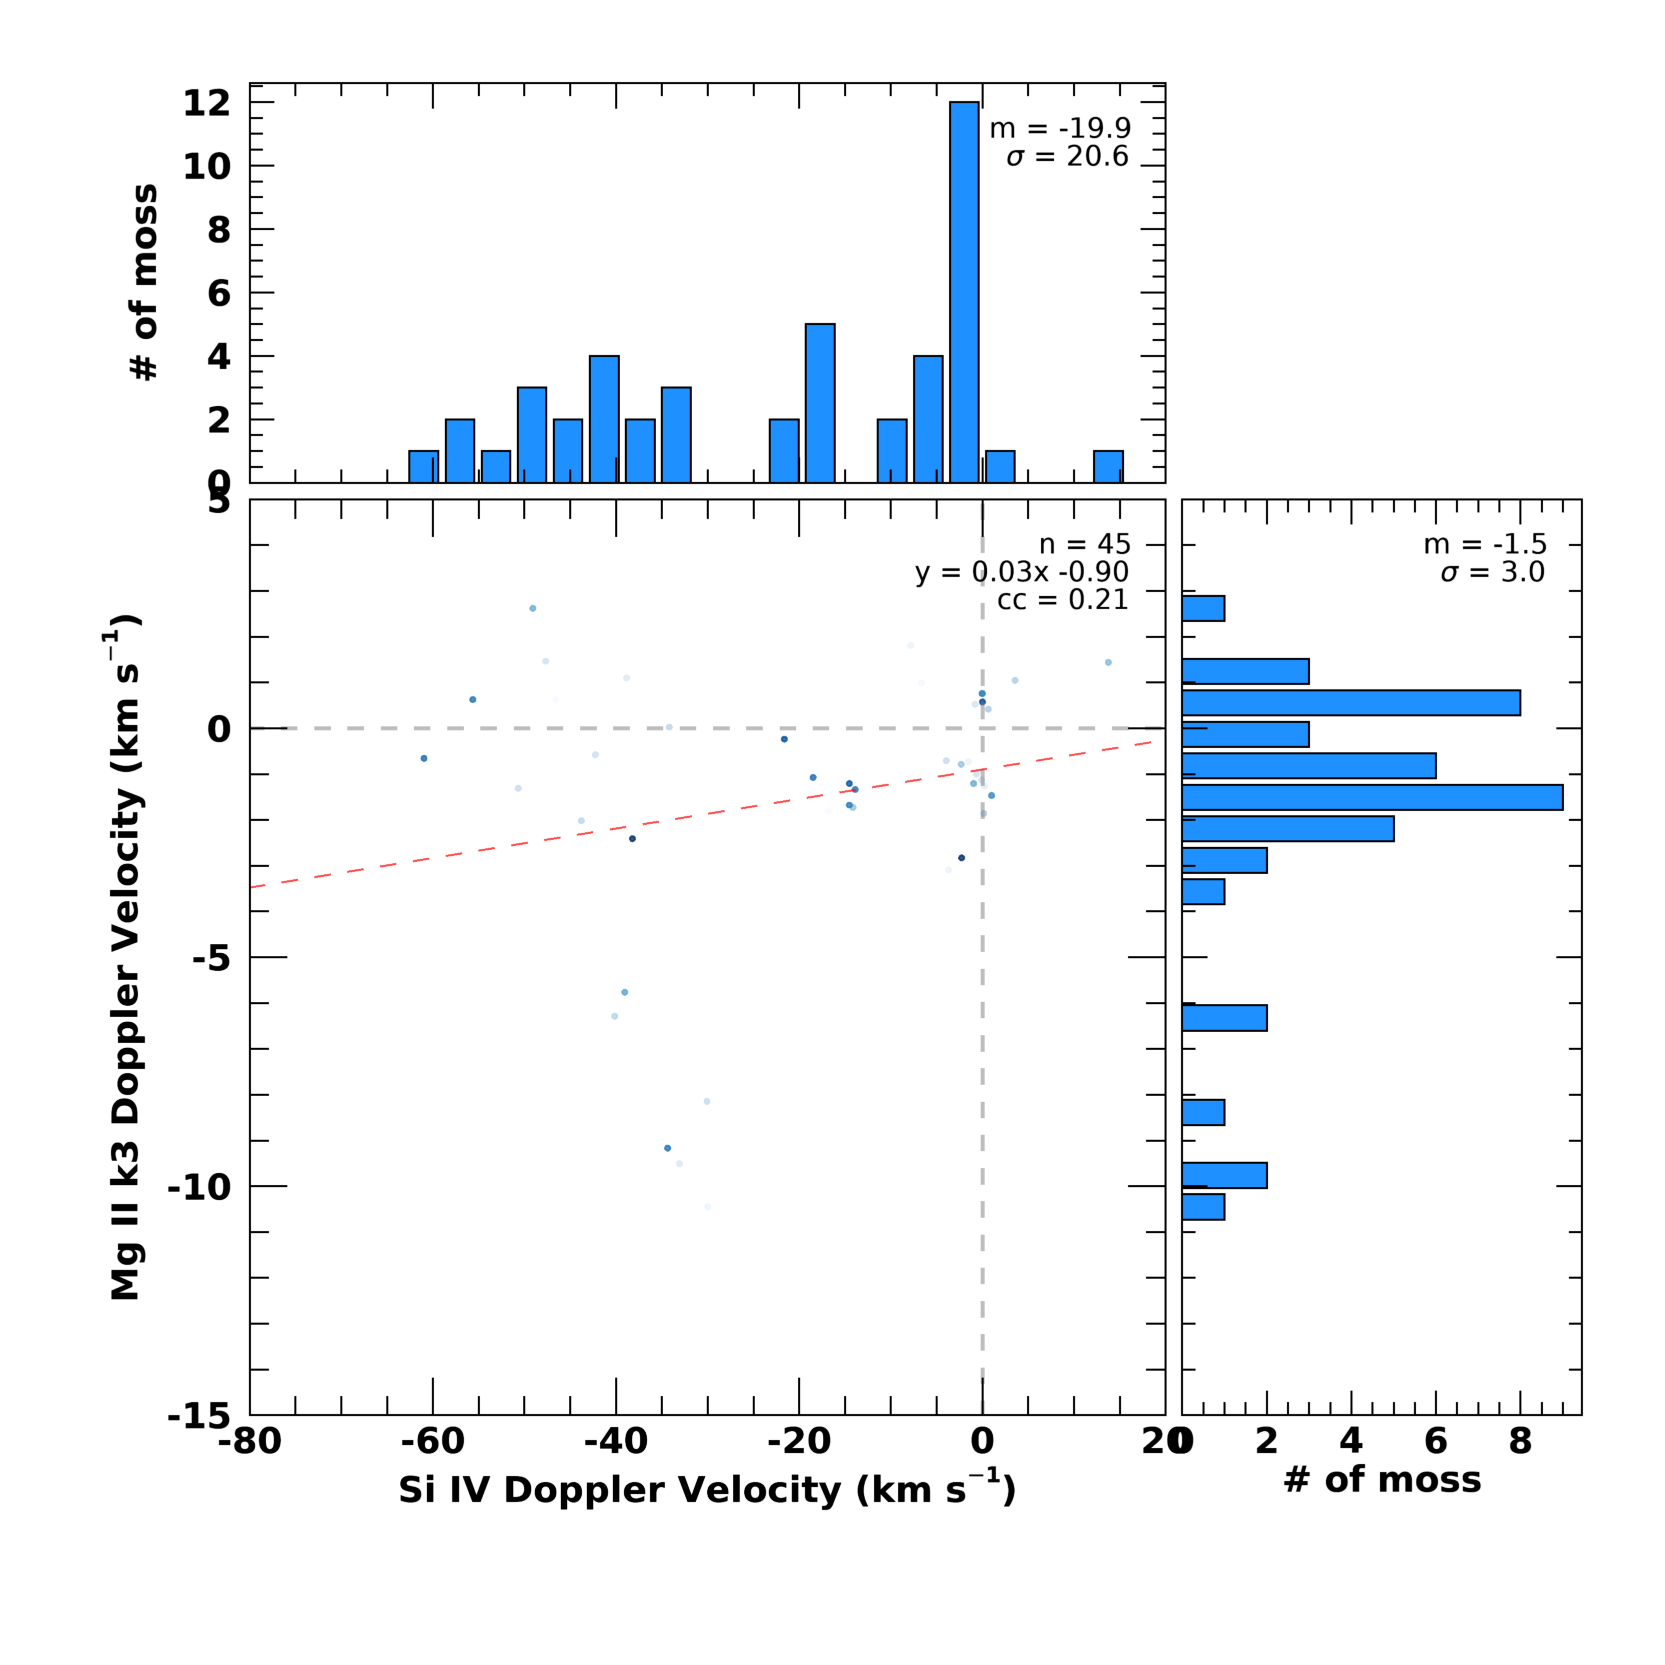 # of moss
12
10
8
6
4
2
0
m = -19.9
σ = 20.6
Mg II k3 Doppler Velocity (km s⁻¹)
5
0
-5
-10
-15
n = 45
y = 0.03x -0.90
cc = 0.21
m = -1.5
σ = 3.0
-80 -60 -40 -20 0 20
0 2 4 6 8
Si IV Doppler Velocity (km s⁻¹)
# of moss